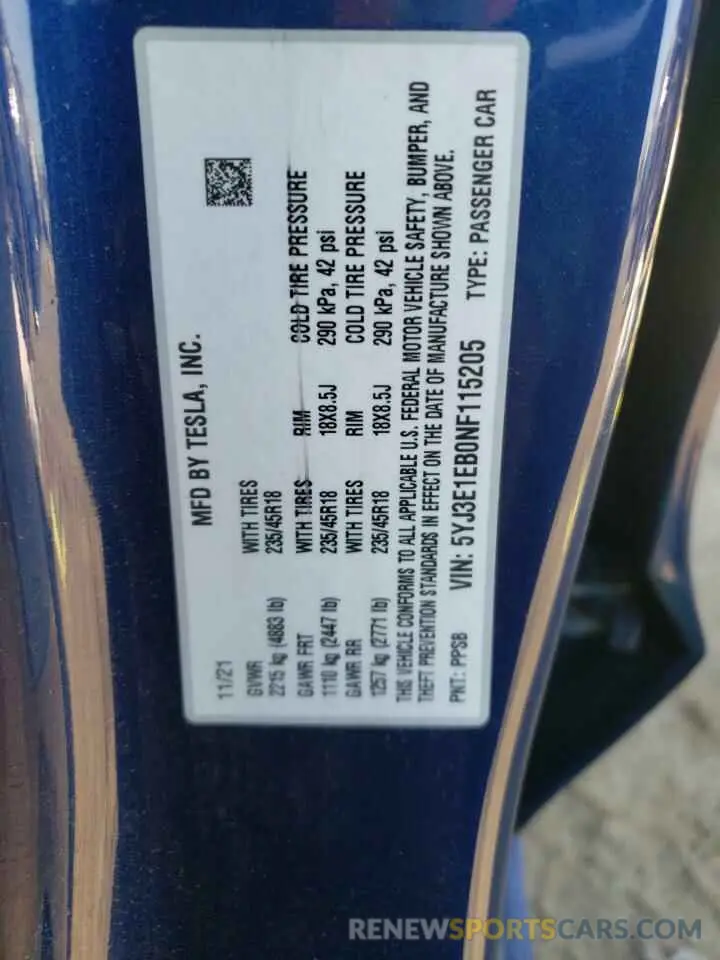 MFD BY TESLA, INC.
11/21
GVWR WITH TIRES
2215 kg (4883 lb) 235/45R18
GAWR FRT WITH TIRES RIM COLD TIRE PRESSURE
1110 kg (2447 lb) 235/45R18 18X8.5J 290 kPa, 42 psi
GAWR RR WITH TIRES RIM COLD TIRE PRESSURE
1257 kg (2771 lb) 235/45R18 18X8.5J 290 kPa, 42 psi
THIS VEHICLE CONFORMS TO ALL APPLICABLE U.S. FEDERAL MOTOR VEHICLE SAFETY, BUMPER, AND
THEFT PREVENTION STANDARDS IN EFFECT ON THE DATE OF MANUFACTURE SHOWN ABOVE.
PNT: PPSB VIN: 5YJ3E1EB0NF115205 TYPE: PASSENGER CAR
RENEWSPORTSCARS.COM